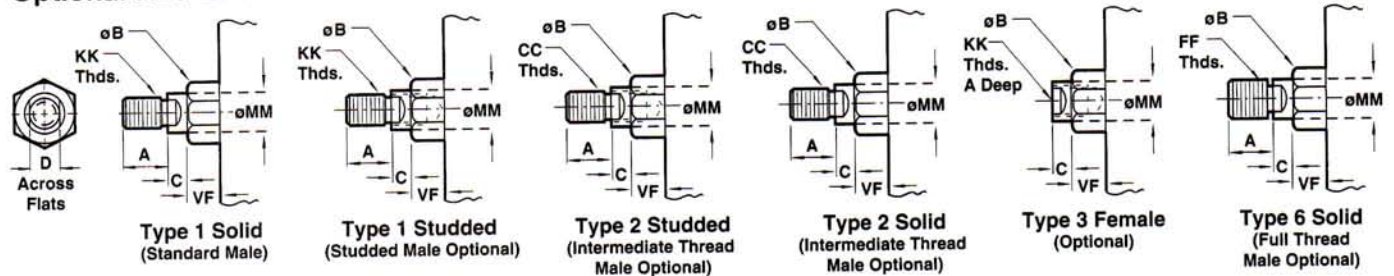 D
Across
Flats
KK
Thds.
øB
øMM
A
C
VF
Type 1 Solid
(Standard Male)
KK
Thds.
øB
øMM
A
C
VF
Type 1 Studded
(Studded Male Optional)
CC
Thds.
øB
øMM
A
C
VF
Type 2 Studded
(Intermediate Thread
Male Optional)
CC
Thds.
øB
øMM
A
C
VF
Type 2 Solid
(Intermediate Thread
Male Optional)
KK
Thds.
A Deep
øB
øMM
C
VF
Type 3 Female
(Optional)
FF
Thds.
øB
øMM
A
C
VF
Type 6 Solid
(Full Thread
Male Optional)